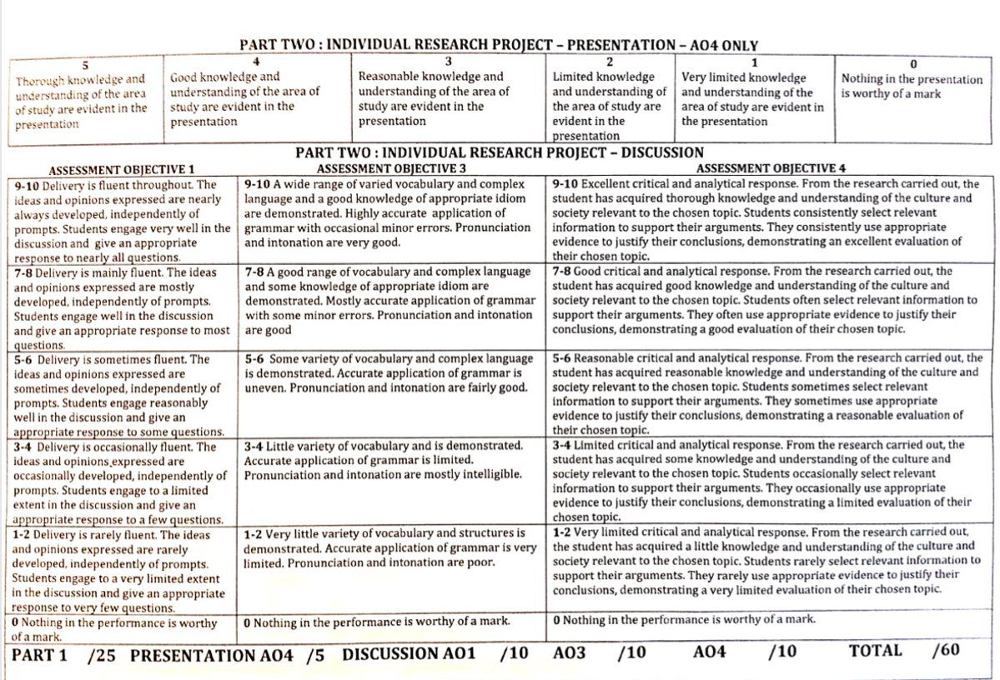 PART TWO : INDIVIDUAL RESEARCH PROJECT – PRESENTATION – AO4 ONLY
5
Thorough knowledge and
understanding of the area
of study are evident in the
presentation
4
Good knowledge and
understanding of the area of
study are evident in the
presentation
3
Reasonable knowledge and
understanding of the area of
study are evident in the
presentation
2
Limited knowledge
and understanding of
the area of study are
evident in the
presentation
1
Very limited knowledge
and understanding of the
area of study are evident in
the presentation
0
Nothing in the presentation
is worthy of a mark
PART TWO : INDIVIDUAL RESEARCH PROJECT – DISCUSSION
ASSESSMENT OBJECTIVE 1
ASSESSMENT OBJECTIVE 3
ASSESSMENT OBJECTIVE 4
9-10 Delivery is fluent throughout. The
ideas and opinions expressed are nearly
always developed, independently of
prompts. Students engage very well in the
discussion and give an appropriate
response to nearly all questions.
9-10 A wide range of varied vocabulary and complex
language and a good knowledge of appropriate idiom
are demonstrated. Highly accurate application of
grammar with occasional minor errors. Pronunciation
and intonation are very good.
9-10 Excellent critical and analytical response. From the research carried out, the
student has acquired thorough knowledge and understanding of the culture and
society relevant to the chosen topic. Students consistently select relevant
information to support their arguments. They consistently use appropriate
evidence to justify their conclusions, demonstrating an excellent evaluation of
their chosen topic.
7-8 Delivery is mainly fluent. The ideas
and opinions expressed are mostly
developed, independently of prompts.
Students engage well in the discussion
and give an appropriate response to most
questions.
7-8 A good range of vocabulary and complex language
and some knowledge of appropriate idiom are
demonstrated. Mostly accurate application of grammar
with some minor errors. Pronunciation and intonation
are good
7-8 Good critical and analytical response. From the research carried out, the
student has acquired good knowledge and understanding of the culture and
society relevant to the chosen topic. Students often select relevant information to
support their arguments. They often use appropriate evidence to justify their
conclusions, demonstrating a good evaluation of their chosen topic.
5-6 Delivery is sometimes fluent. The
ideas and opinions expressed are
sometimes developed, independently of
prompts. Students engage reasonably
well in the discussion and give an
appropriate response to some questions.
5-6 Some variety of vocabulary and complex language
is demonstrated. Accurate application of grammar is
uneven. Pronunciation and intonation are fairly good.
5-6 Reasonable critical and analytical response. From the research carried out, the
student has acquired reasonable knowledge and understanding of the culture and
society relevant to the chosen topic. Students sometimes select relevant
information to support their arguments. They sometimes use appropriate
evidence to justify their conclusions, demonstrating a reasonable evaluation of
their chosen topic.
3-4 Delivery is occasionally fluent. The
ideas and opinions expressed are
occasionally developed, independently of
prompts. Students engage to a limited
extent in the discussion and give an
appropriate response to a few questions.
3-4 Little variety of vocabulary and is demonstrated.
Accurate application of grammar is limited.
Pronunciation and intonation are mostly intelligible.
3-4 Limited critical and analytical response. From the research carried out, the
student has acquired some knowledge and understanding of the culture and
society relevant to the chosen topic. Students occasionally select relevant
information to support their arguments. They occasionally use appropriate
evidence to justify their conclusions, demonstrating a limited evaluation of their
chosen topic.
1-2 Delivery is rarely fluent. The ideas
and opinions expressed are rarely
developed, independently of prompts.
Students engage to a very limited extent
in the discussion and give an appropriate
response to very few questions.
1-2 Very little variety of vocabulary and structures is
demonstrated. Accurate application of grammar is very
limited. Pronunciation and intonation are poor.
1-2 Very limited critical and analytical response. From the research carried out,
the student has acquired a little knowledge and understanding of the culture and
society relevant to the chosen topic. Students rarely select relevant information to
support their arguments. They rarely use appropriate evidence to justify their
conclusions, demonstrating a very limited evaluation of their chosen topic.
0 Nothing in the performance is worthy
of a mark.
0 Nothing in the performance is worthy of a mark.
0 Nothing in the performance is worthy of a mark.
PART 1 /25 PRESENTATION AO4 /5 DISCUSSION AO1 /10 AO3 /10 AO4 /10 TOTAL /60